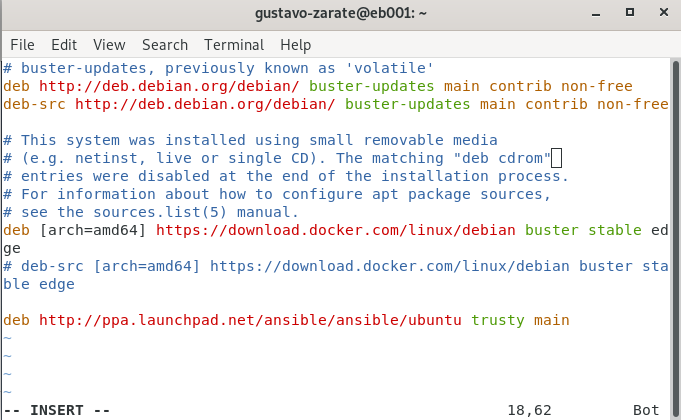 gustavo-zarate@eb001: ~
File Edit View Search Terminal Help
# buster-updates, previously known as 'volatile'
deb http://deb.debian.org/debian/ buster-updates main contrib non-free
deb-src http://deb.debian.org/debian/ buster-updates main contrib non-free
# This system was installed using small removable media
# (e.g. netinst, live or single CD). The matching "deb cdrom"
# entries were disabled at the end of the installation process.
# For information about how to configure apt package sources,
# see the sources.list(5) manual.
deb [arch=amd64] https://download.docker.com/linux/debian buster stable ed
ge
# deb-src [arch=amd64] https://download.docker.com/linux/debian buster sta
ble edge
deb http://ppa.launchpad.net/ansible/ansible/ubuntu trusty main
~
~
~
~
-- INSERT -- 18,62 Bot